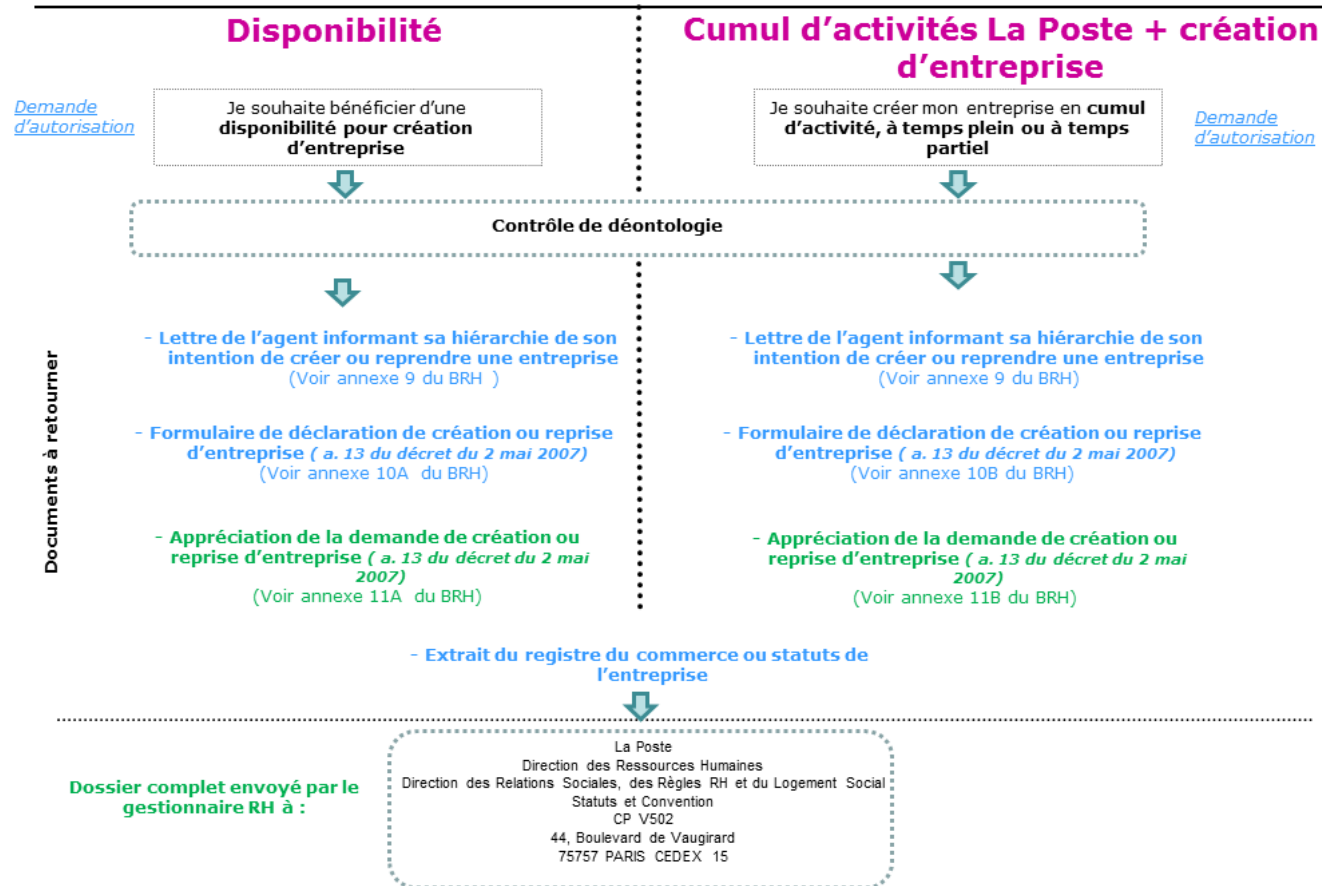 Disponibilité
Cumul d'activités La Poste + création
d'entreprise
Demande
d'autorisation
Je souhaite bénéficier d'une
disponibilité pour création
d'entreprise
Je souhaite créer mon entreprise en cumul
d'activité, à temps plein ou à temps
partiel
Demande
d'autorisation
Contrôle de déontologie
Documents à retourner
- Lettre de l'agent informant sa hiérarchie de son
intention de créer ou reprendre une entreprise
(Voir annexe 9 du BRH )
- Formulaire de déclaration de création ou reprise
d'entreprise ( a. 13 du décret du 2 mai 2007)
(Voir annexe 10A du BRH)
- Appréciation de la demande de création ou
reprise d'entreprise ( a. 13 du décret du 2 mai
2007)
(Voir annexe 11A du BRH)
- Lettre de l'agent informant sa hiérarchie de son
intention de créer ou reprendre une entreprise
(Voir annexe 9 du BRH)
- Formulaire de déclaration de création ou reprise
d'entreprise ( a. 13 du décret du 2 mai 2007)
(Voir annexe 10B du BRH)
- Appréciation de la demande de création ou
reprise d'entreprise ( a. 13 du décret du 2 mai
2007)
(Voir annexe 11B du BRH)
- Extrait du registre du commerce ou statuts de
l'entreprise
Dossier complet envoyé par le
gestionnaire RH à :
La Poste
Direction des Ressources Humaines
Direction des Relations Sociales, des Règles RH et du Logement Social
Statuts et Convention
CP V502
44, Boulevard de Vaugirard
75757 PARIS CEDEX 15